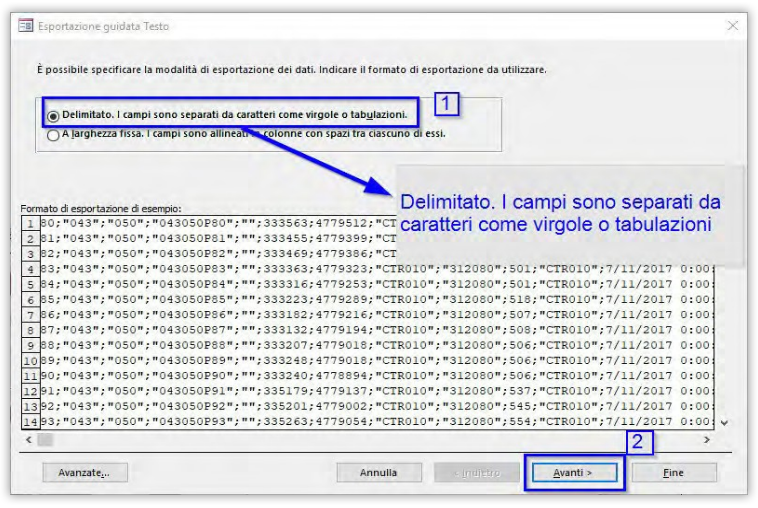 Esportazione guidata Testo
È possibile specificare la modalità di esportazione dei dati. Indicare il formato di esportazione da utilizzare.
1
Delimitato. I campi sono separati da caratteri come virgole o tabulazioni.
A larghezza fissa. I campi sono allineati in colonne con spazi tra ciascuno di essi.
Delimitato. I campi sono separati da
caratteri come virgole o tabulazioni
Formato di esportazione di esempio:
1 80;"043";"050";"043050P80";"";333563;4779512;"CT
2 81;"043";"050";"043050P81";"";333455;4779399;"CT
3 82;"043";"050";"043050P82";"";333469;4779386;"CT
4 83;"043";"050";"043050P83";"";333363;4779323;"CTR010";"312080";501;"CTR010";7/11/2017 0:00:
5 84;"043";"050";"043050P84";"";333316;4779253;"CTR010";"312080";501;"CTR010";7/11/2017 0:00:
6 85;"043";"050";"043050P85";"";333223;4779289;"CTR010";"312080";518;"CTR010";7/11/2017 0:00:
7 86;"043";"050";"043050P86";"";333182;4779216;"CTR010";"312080";507;"CTR010";7/11/2017 0:00:
8 87;"043";"050";"043050P87";"";333132;4779194;"CTR010";"312080";508;"CTR010";7/11/2017 0:00:
9 88;"043";"050";"043050P88";"";333207;4779018;"CTR010";"312080";506;"CTR010";7/11/2017 0:00:
10 89;"043";"050";"043050P89";"";333248;4779018;"CTR010";"312080";506;"CTR010";7/11/2017 0:00:
11 90;"043";"050";"043050P90";"";333240;4778894;"CTR010";"312080";506;"CTR010";7/11/2017 0:00:
12 91;"043";"050";"043050P91";"";335179;4779137;"CTR010";"312080";537;"CTR010";7/11/2017 0:00:
13 92;"043";"050";"043050P92";"";335201;4779002;"CTR010";"312080";545;"CTR010";7/11/2017 0:00:
14 93;"043";"050";"043050P93";"";335263;4779054;"CTR010";"312080";554;"CTR010";7/11/2017 0:00:
2
Avanzate... Annulla < Indietro Avanti > Fine